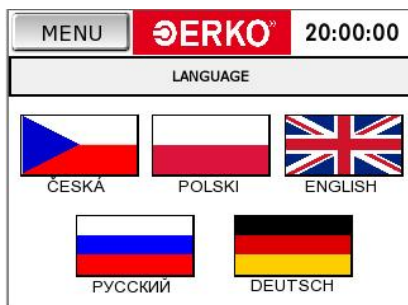 MENU ERKO® 20:00:00
LANGUAGE
ČESKÁ POLSKI ENGLISH
РУССКИЙ DEUTSCH